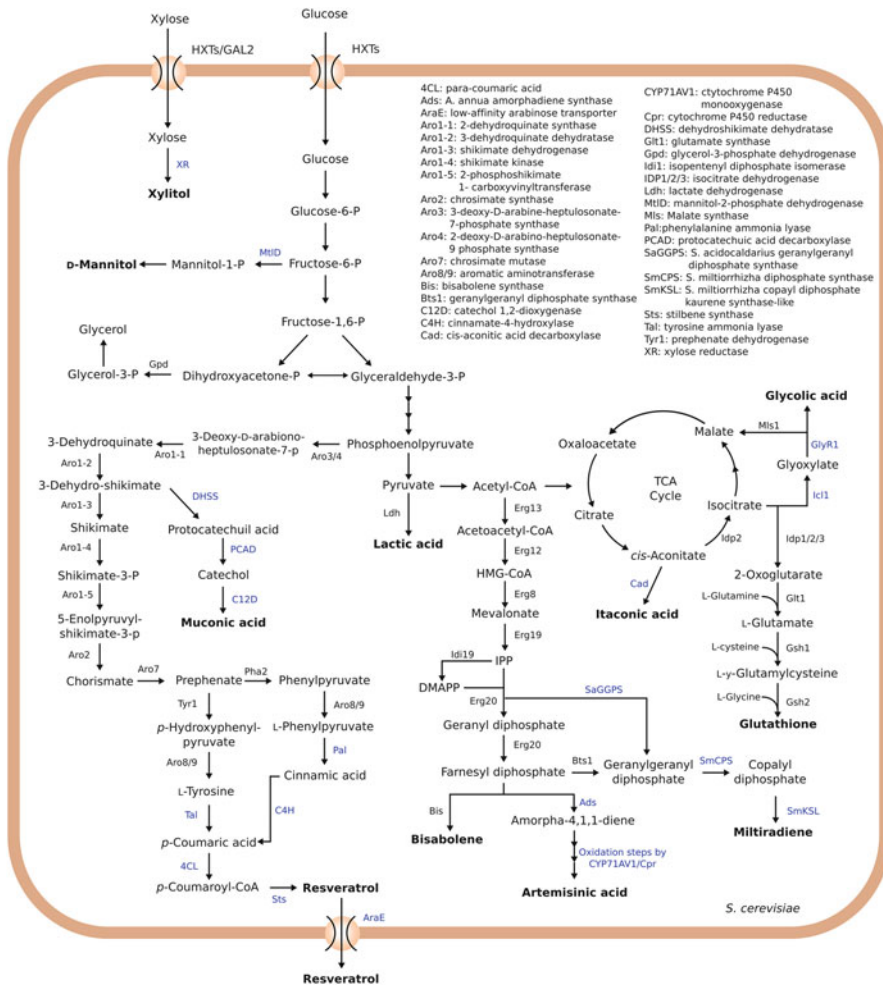 Xylose
Glucose
HXTs/GAL2
HXTs
4CL: para-coumaric acid
Ads: A. annua amorphadiene synthase
AraE: low-affinity arabinose transporter
Aro1-1: 2-dehydroquinate synthase
Aro1-2: 3-dehydroquinate dehydratase
Aro1-3: shikimate dehydrogenase
Aro1-4: shikimate kinase
Aro1-5: 2-phosphoshikimate
1- carboxyvinyltransferase
Aro2: chrosimate synthase
Aro3: 3-deoxy-D-arabine-heptulosonate-
7-phosphate synthase
Aro4: 2-deoxy-D-arabino-heptulosonate-
9 phosphate synthase
Aro7: chrosimate mutase
Aro8/9: aromatic aminotransferase
Bis: bisabolene synthase
Bts1: geranylgeranyl diphosphate synthase
C12D: catechol 1,2-dioxygenase
C4H: cinnamate-4-hydroxylase
Cad: cis-aconitic acid decarboxylase
CYP71AV1: ctytochrome P450
monooxygenase
Cpr: cytochrome P450 reductase
DHSS: dehydroshikimate dehydratase
Glt1: glutamate synthase
Gpd: glycerol-3-phosphate dehydrogenase
Idi1: isopentenyl diphosphate isomerase
IDP1/2/3: isocitrate dehydrogenase
Ldh: lactate dehydrogenase
MtlD: mannitol-2-phosphate dehydrogenase
Mls: Malate synthase
Pal:phenylalanine ammonia lyase
PCAD: protocatechuic acid decarboxylase
SaGGPS: S. acidocaldarius geranylgeranyl
diphosphate synthase
SmCPS: S. miltiorrhizha diphosphate synthase
SmKSL: S. miltiorrhiza copayl diphosphate
kaurene synthase-like
Sts: stilbene synthase
Tal: tyrosine ammonia lyase
Tyr1: prephenate dehydrogenase
XR: xylose reductase
Xylose
XR
Xylitol
Glucose
Glucose-6-P
D-Mannitol
Mannitol-1-P
MtlD
Fructose-6-P
Fructose-1,6-P
Glycerol
Glycerol-3-P
Gpd
Dihydroxyacetone-P
Glyceraldehyde-3-P
3-Dehydroquinate
Aro1-1
3-Deoxy-D-arabiono-
heptulosonate-7-p
Aro3/4
Phosphoenolpyruvate
Aro1-2
3-Dehydro-shikimate
Aro1-3
DHSS
Shikimate
Protocatechuil acid
Aro1-4
PCAD
Shikimate-3-P
Catechol
Aro1-5
C12D
5-Enolpyruvyl-
shikimate-3-p
Muconic acid
Aro2
Chorismate
Aro7
Prephenate
Pha2
Phenylpyruvate
Tyr1
Aro8/9
p-Hydroxyphenyl-
pyruvate
L-Phenylpyruvate
Aro8/9
Pal
Cinnamic acid
L-Tyrosine
Tal
C4H
p-Coumaric acid
4CL
p-Coumaroyl-CoA
Sts
Resveratrol
AraE
Resveratrol
Pyruvate
Ldh
Lactic acid
Acetyl-CoA
Erg13
Acetoacetyl-CoA
Erg12
HMG-CoA
Erg8
Mevalonate
Erg19
Idi19
IPP
DMAPP
Erg20
SaGGPS
Geranyl diphosphate
Erg20
Farnesyl diphosphate
Bts1
Geranylgeranyl
diphosphate
SmCPS
Copalyl
diphosphate
SmKSL
Miltiradiene
Bis
Bisabolene
Ads
Amorpha-4,1,1-diene
Oxidation steps by
CYP71AV1/Cpr
Artemisinic acid
Oxaloacetate
Malate
TCA
Cycle
Citrate
Isocitrate
cis-Aconitate
Idp2
Cad
Itaconic acid
Glycolic acid
Mls1
GlyR1
Glyoxylate
Icl1
Idp1/2/3
2-Oxoglutarate
L-Glutamine
Glt1
L-Glutamate
L-cysteine
Gsh1
L-y-Glutamylcysteine
L-Glycine
Gsh2
Glutathione
S. cerevisiae